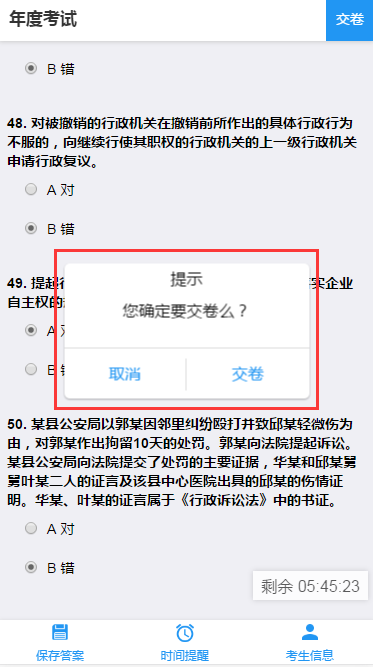 年度考试
交卷
B 错
48. 对被撤销的行政机关在撤销前所作出的具体行政行为
不服的，向继续行使其职权的行政机关的上一级行政机关
申请行政复议。
A 对
B 错
49. 提起行
实企业
自主权的
A 对
B 错
提示
您确定要交卷么？
取消
交卷
50. 某县公安局以郭某因邻里纠纷殴打并致邱某轻微伤为
由，对郭某作出拘留10天的处罚。郭某向法院提起诉讼。
某县公安局向法院提交了处罚的主要证据，华某和邱某舅
舅叶某二人的证言及该县中心医院出具的邱某的伤情证
明。华某、叶某的证言属于《行政诉讼法》中的书证。
A 对
B 错
剩余 05:45:23
保存答案
时间提醒
考生信息